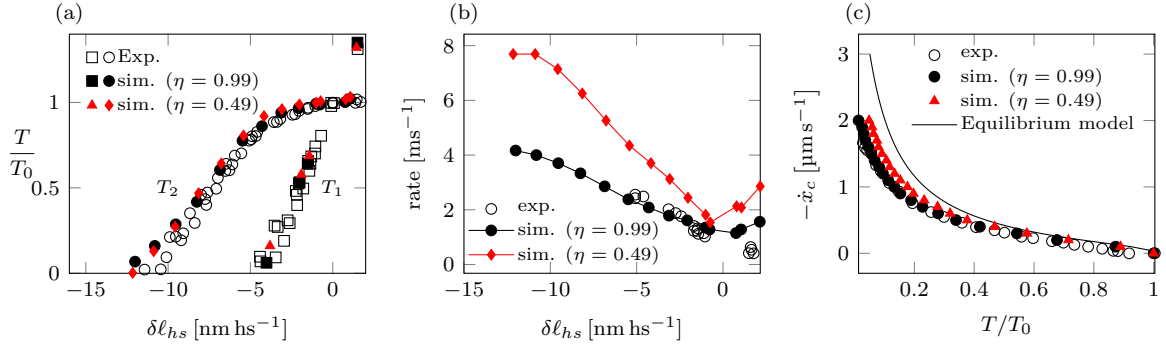 (a)
T/T₀
1
0.5
0
−15
−10
−5
0
δℓ_hs [nm hs⁻¹]
Exp.
sim. (η = 0.99)
sim. (η = 0.49)
T₂
T₁
(b)
rate [ms⁻¹]
8
6
4
2
0
−15
−10
−5
0
δℓ_hs [nm hs⁻¹]
exp.
sim. (η = 0.99)
sim. (η = 0.49)
(c)
−ẋ_c [µm s⁻¹]
−3
2
1
0
0.2
0.4
0.6
0.8
1
T/T₀
exp.
sim. (η = 0.99)
sim. (η = 0.49)
Equilibrium model